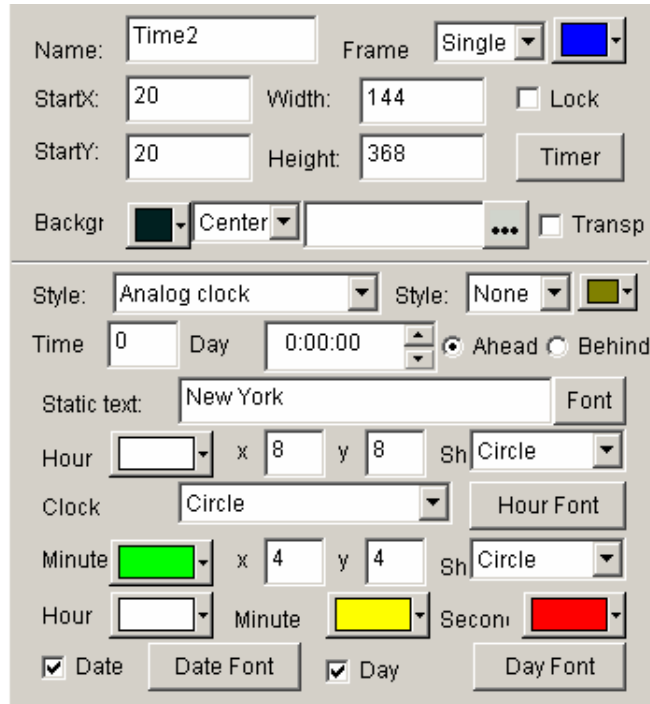 Name: Time2 Frame Single
StartX: 20 Width: 144 Lock
StartY: 20 Height: 368 Timer
Backgr Center ... Transp
Style: Analog clock Style: None
Time 0 Day 0:00:00 Ahead Behind
Static text: New York Font
Hour x 8 y 8 Sh Circle
Clock Circle Hour Font
Minute x 4 y 4 Sh Circle
Hour Minute Secon
Date Date Font Day Day Font